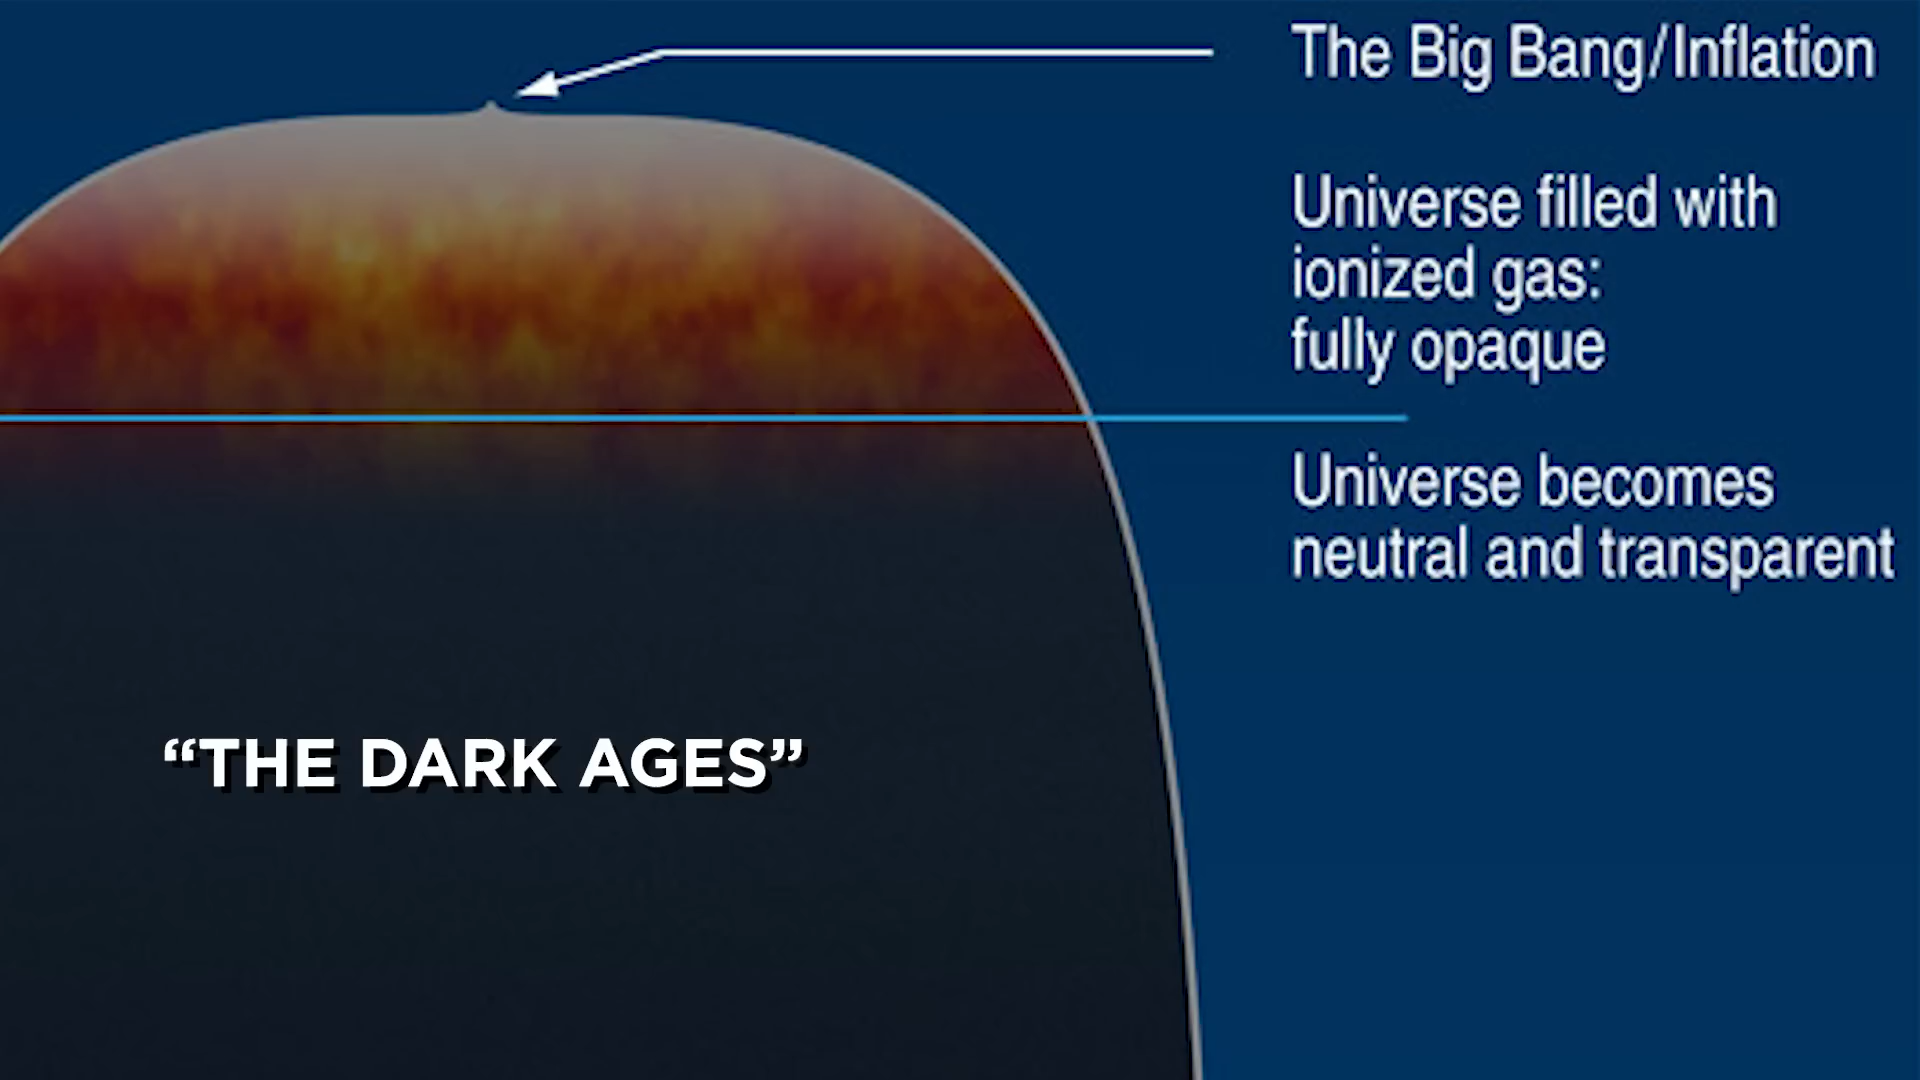 The Big Bang/Inflation
Universe filled with
ionized gas:
fully opaque
Universe becomes
neutral and transparent
“THE DARK AGES”